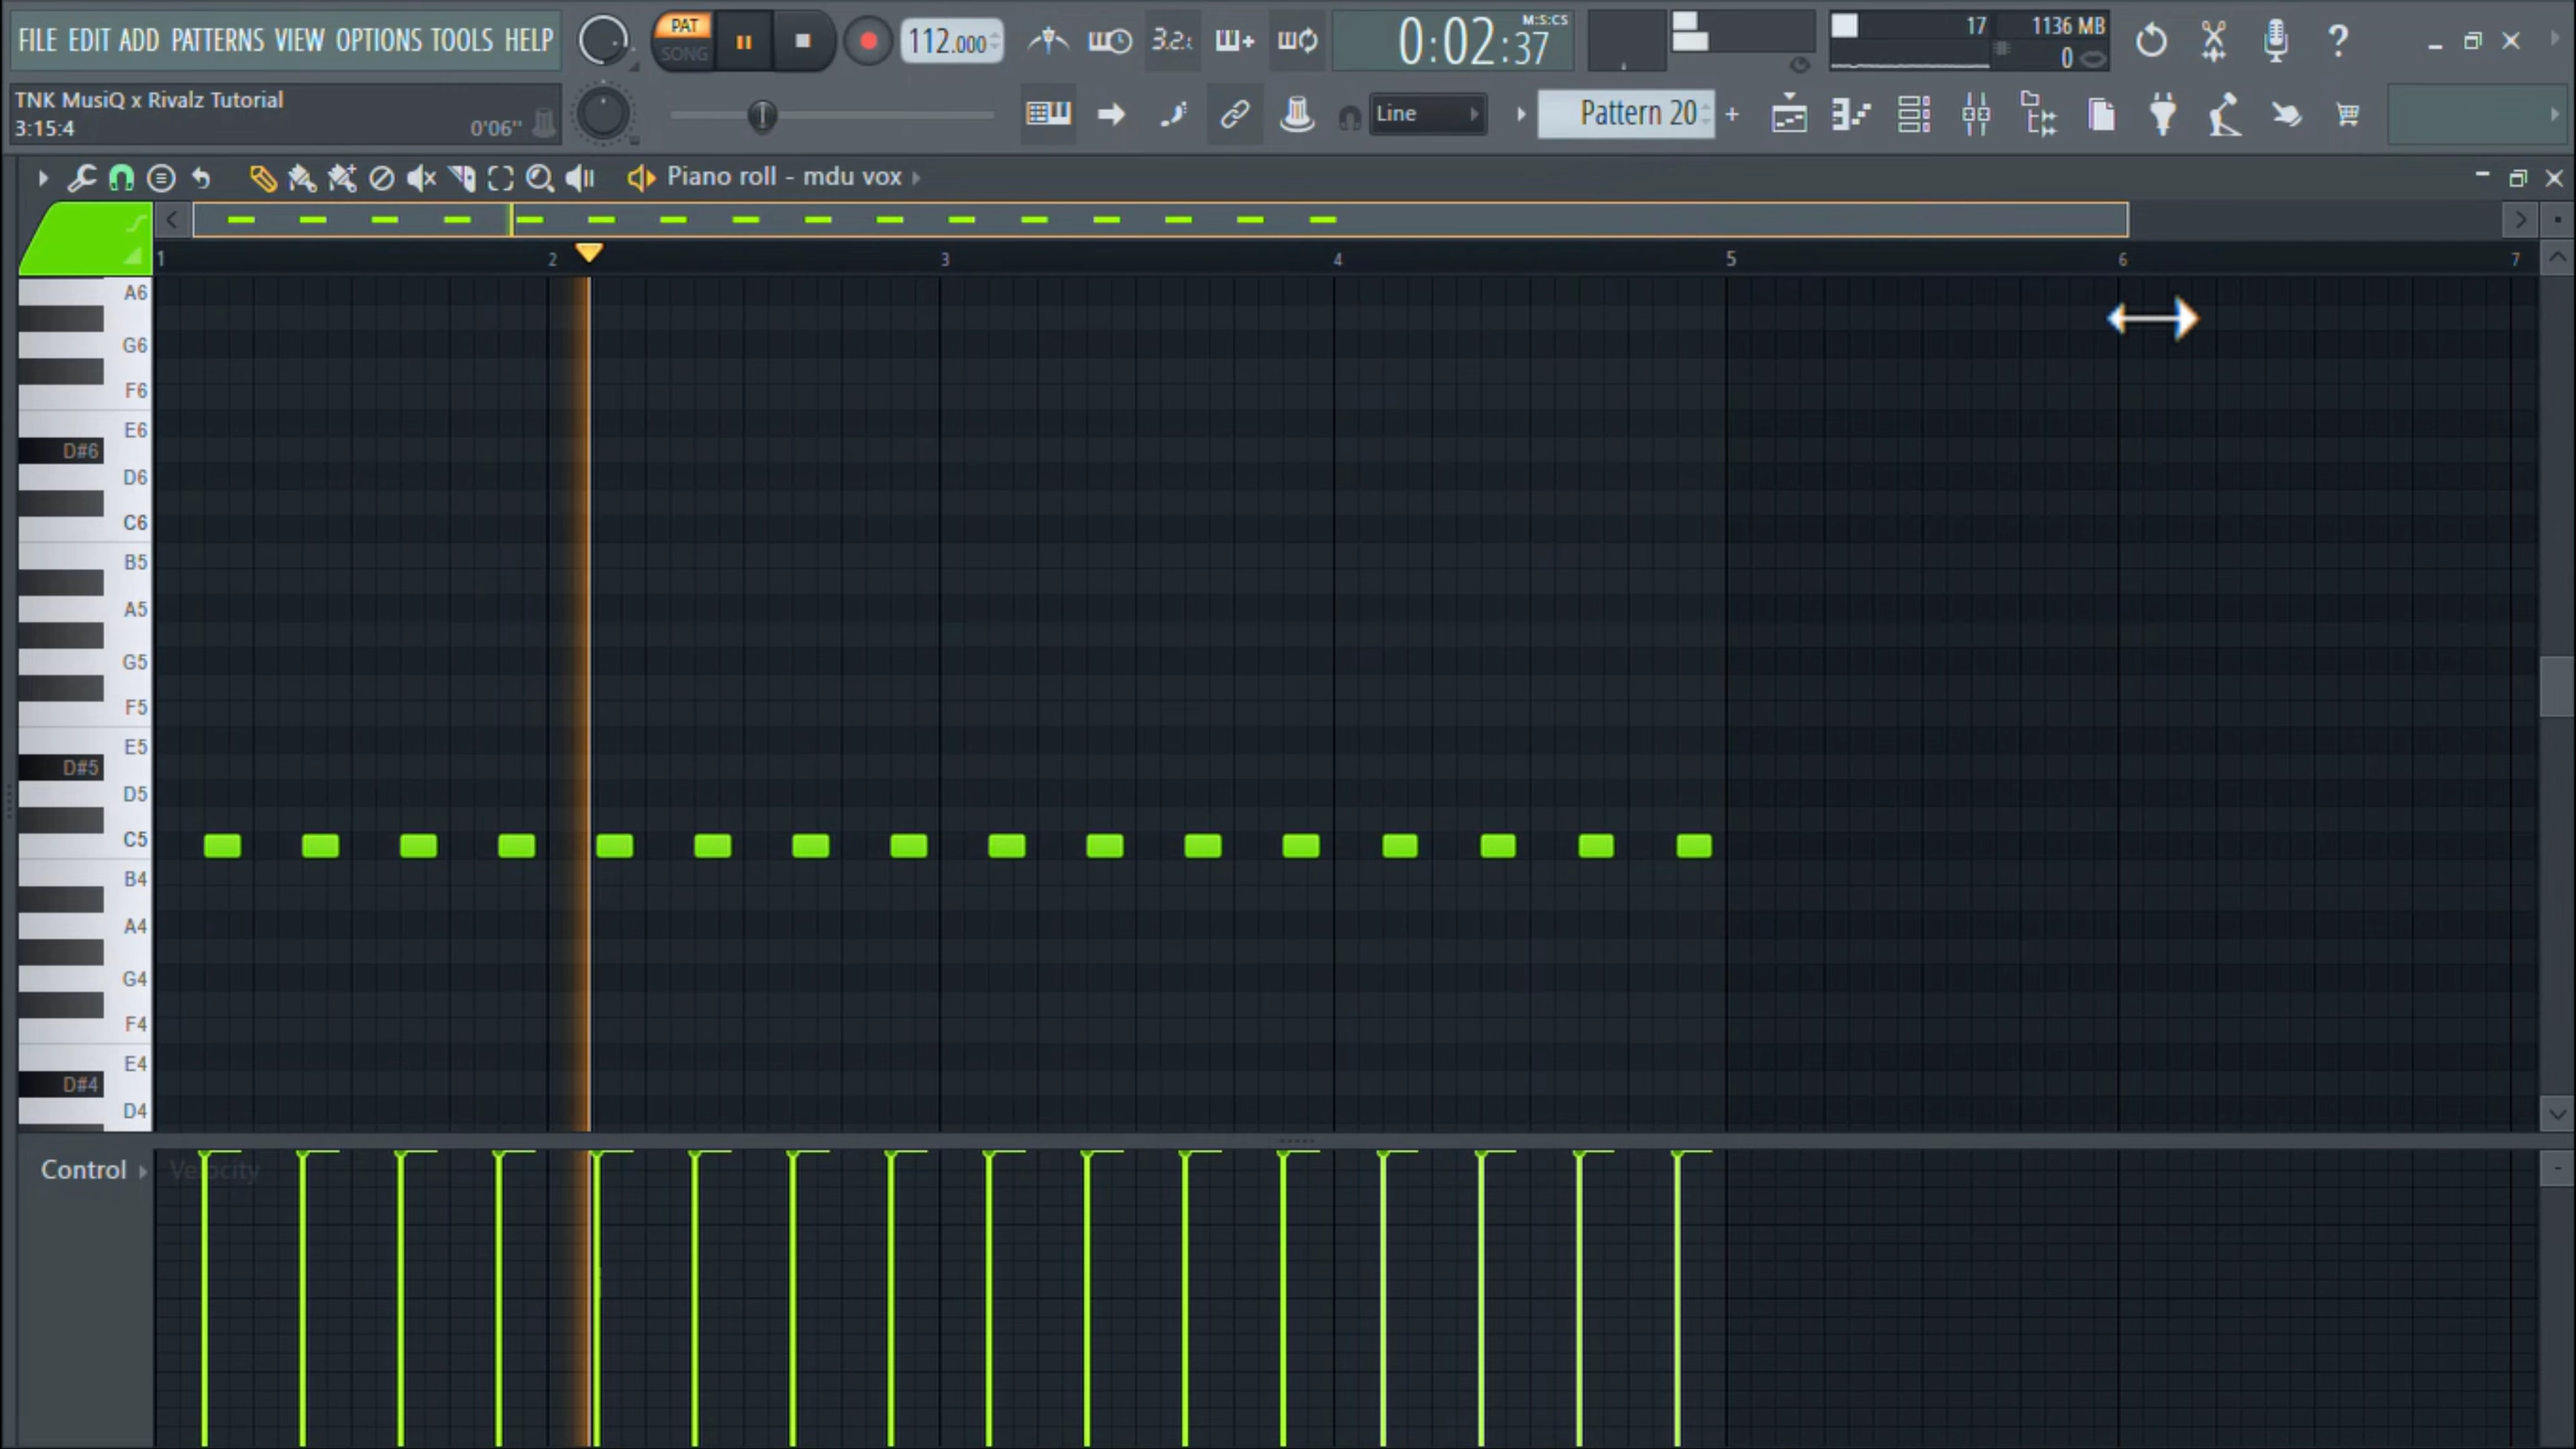 FILE EDIT ADD PATTERNS VIEW OPTIONS TOOLS HELP
PAT
SONG
112.000
3.2.
0:02:37
M:S:CS
17
1136 MB
0
TNK MusiQ x Rivalz Tutorial
3:15:4
0'06"
Line
Pattern 20
Piano roll - mdu vox
1
2
3
4
5
6
7
A6
G6
F6
E6
D#6
D6
C6
B5
A5
G5
F5
E5
D#5
D5
C5
B4
A4
G4
F4
E4
D#4
D4
Control
Velocity